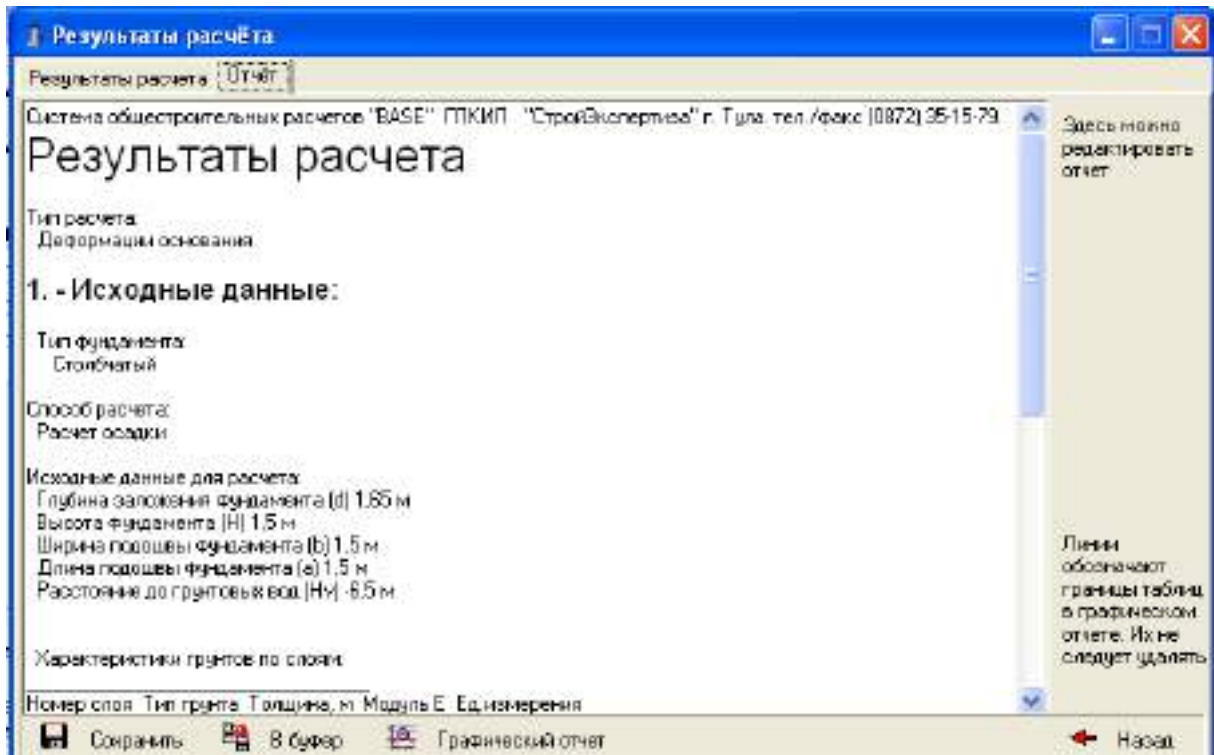 Результаты расчёта
Результаты расчета Отчёт
Система общестроительных расчетов "BASE" ГПКИП "СтройЭкспертиза" г. Тула тел./факс (0872) 35-15-79
Результаты расчета
Тип расчета:
Деформации основания
1. - Исходные данные:
Тип фундамента:
Столбчатый
Способ расчета:
Расчет осадки
Исходные данные для расчета:
Глубина заложения фундамента (d) 1,65 м
Высота фундамента (H) 1,5 м
Ширина подошвы фундамента (b) 1,5 м
Длина подошвы фундамента (a) 1,5 м
Расстояние до грунтовых вод (Hv) -6.5 м
Характеристики грунтов по слоям:
Номер слоя Тип грунта Толщина, м Модуль E Ед.измерения
Здесь можно
редактировать
отчет
Линии
обозначают
границы таблиц
в графическом
отчете. Их не
следует удалять
Сохранить В буфер Графический отчет Назад